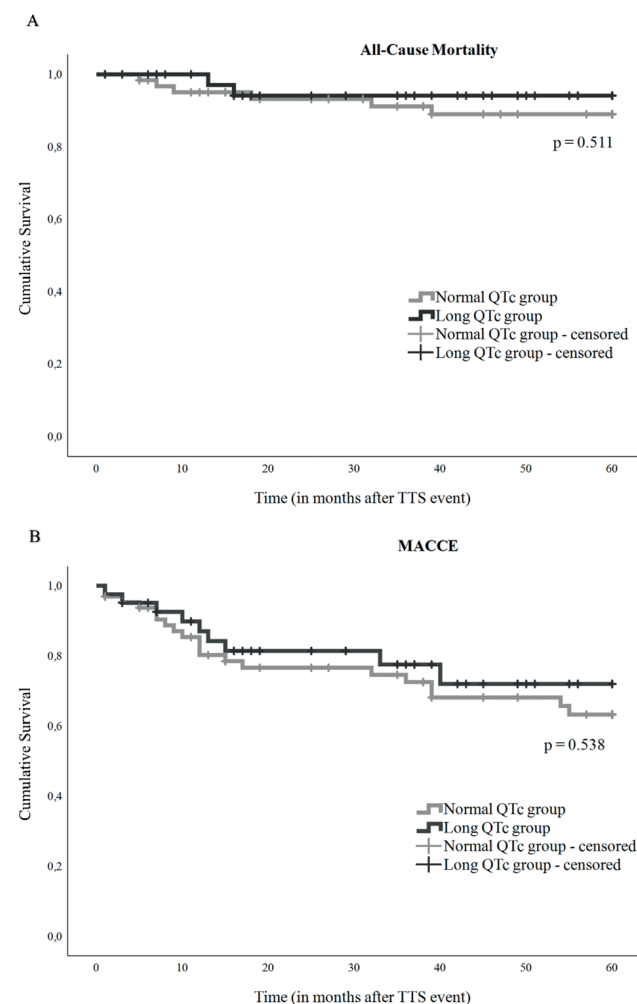 A
All-Cause Mortality
1,0
0,8
p = 0.511
0,6
Cumulative Survival
0,4
Normal QTc group
Long QTc group
Normal QTc group - censored
Long QTc group - censored
0,2
0,0
0 10 20 30 40 50 60
Time (in months after TTS event)
B
MACCE
1,0
0,8
0,6
p = 0.538
Cumulative Survival
0,4
Normal QTc group
Long QTc group
Normal QTc group - censored
Long QTc group - censored
0,2
0,0
0 10 20 30 40 50 60
Time (in months after TTS event)